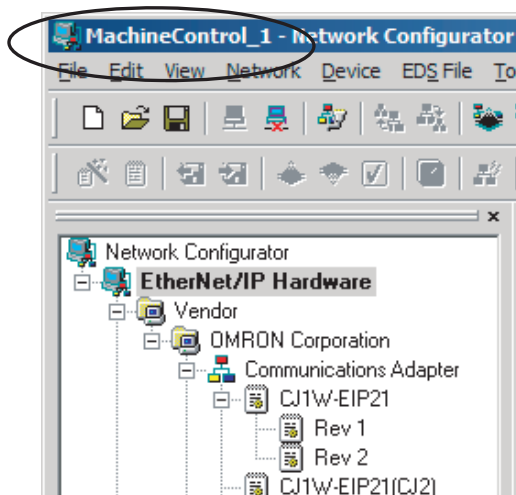 MachineControl_1 - Network Configurator
File Edit View Network Device EDS File To
Network Configurator
EtherNet/IP Hardware
Vendor
OMRON Corporation
Communications Adapter
CJ1W-EIP21
Rev 1
Rev 2
CJ1W-EIP21(CJ2)